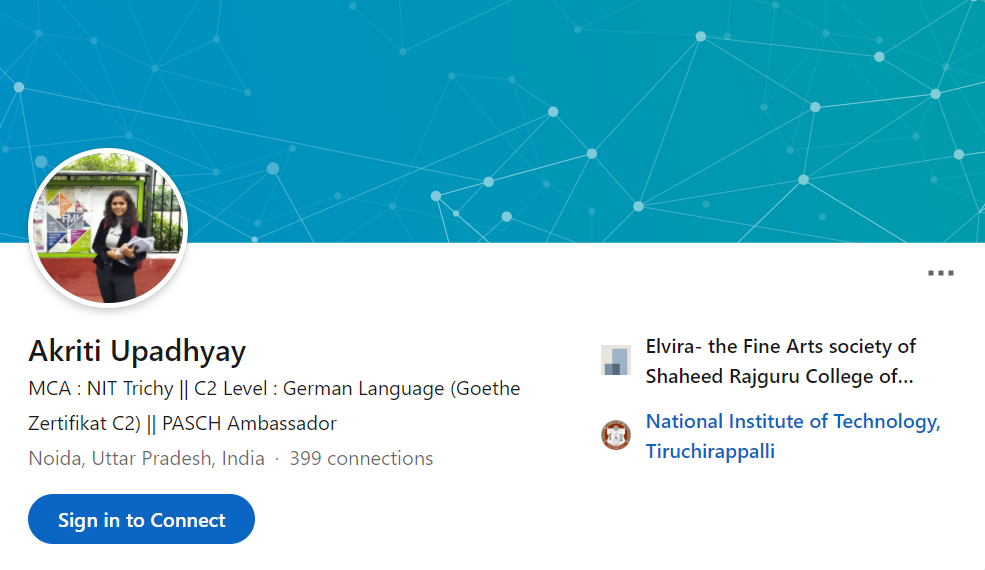 Akriti Upadhyay
MCA : NIT Trichy || C2 Level : German Language (Goethe
Zertifikat C2) || PASCH Ambassador
Noida, Uttar Pradesh, India · 399 connections
Sign in to Connect
Elvira- the Fine Arts society of
Shaheed Rajguru College of...
National Institute of Technology,
Tiruchirappalli